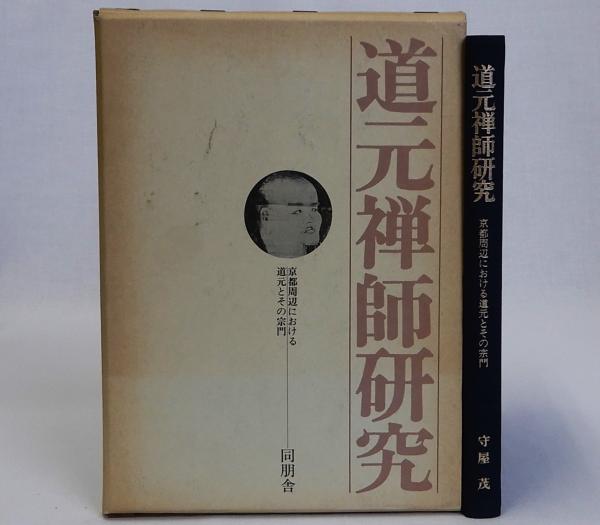 道元禅師研究
京都周辺における
道元とその宗門
同朋舎
道元禅師研究
京都周辺における道元とその宗門
守屋茂